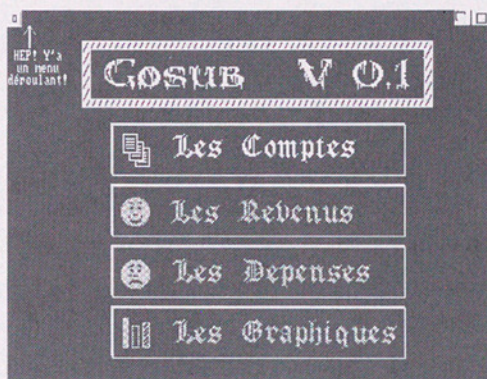 HEP! Y'a
un menu
déroulant!
GOSUB V 0.1
Les Comptes
Les Revenus
Les Depenses
Les Graphiques